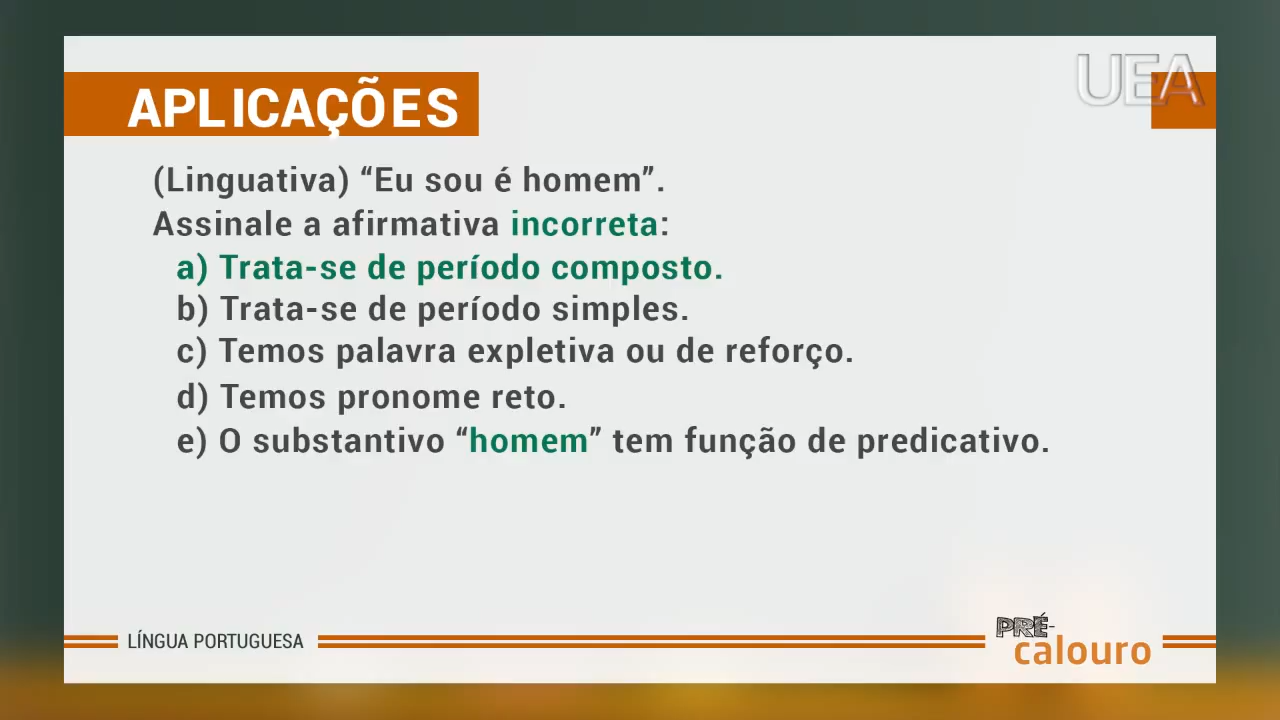 UEA
APLICAÇÕES
(Linguativa) “Eu sou é homem”.
Assinale a afirmativa incorreta:
a) Trata-se de período composto.
b) Trata-se de período simples.
c) Temos palavra expletiva ou de reforço.
d) Temos pronome reto.
e) O substantivo “homem” tem função de predicativo.
LÍNGUA PORTUGUESA
PRÉ-
calouro